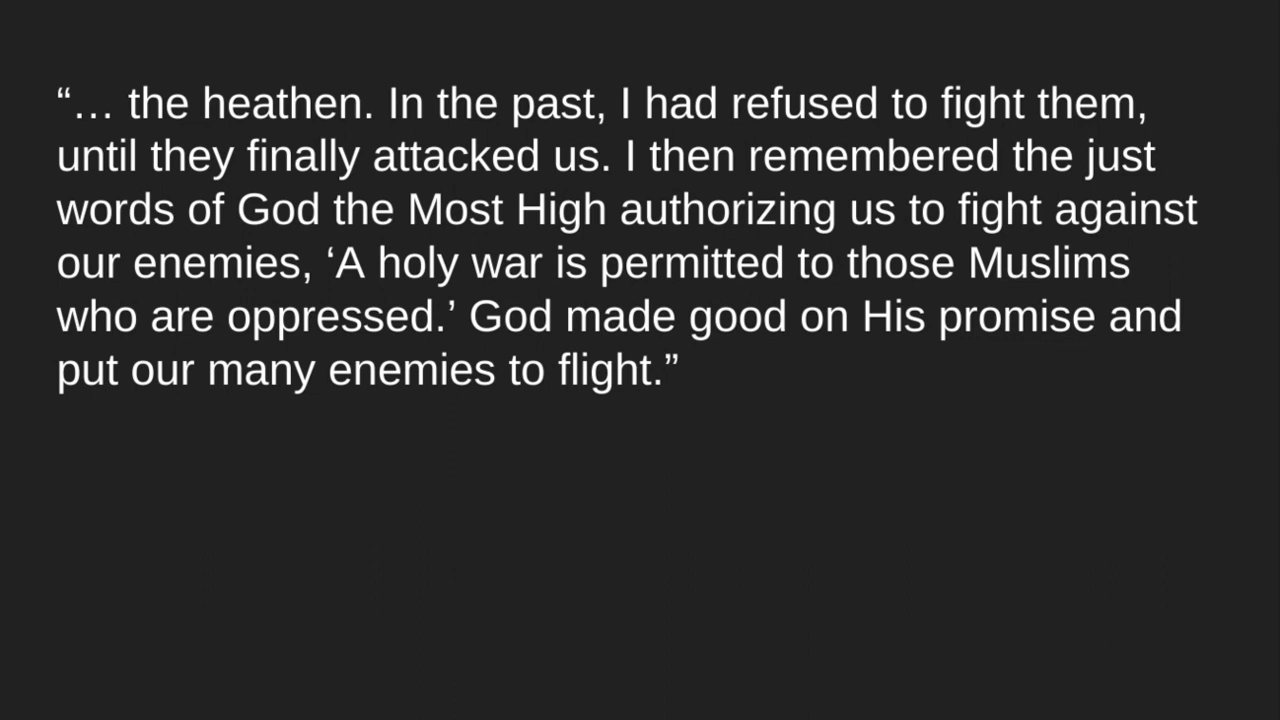 “… the heathen. In the past, I had refused to fight them,
until they finally attacked us. I then remembered the just
words of God the Most High authorizing us to fight against
our enemies, ‘A holy war is permitted to those Muslims
who are oppressed.’ God made good on His promise and
put our many enemies to flight.”